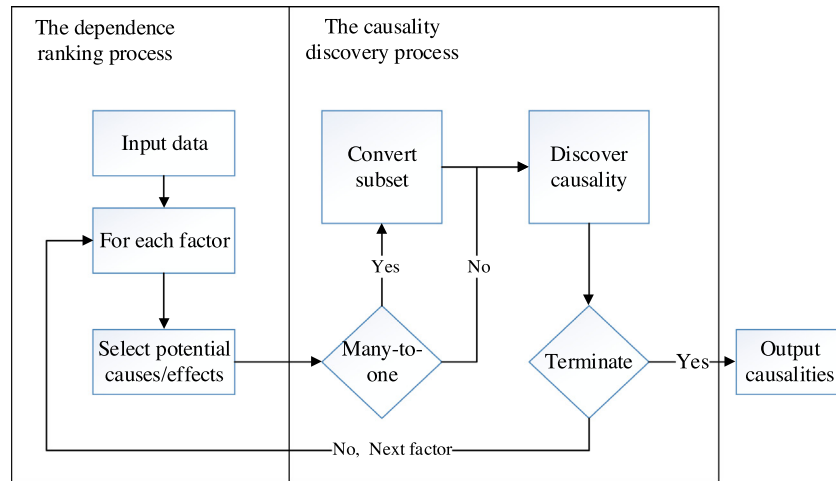 The dependence
ranking process
The causality
discovery process
Input data
For each factor
Select potential
causes/effects
Convert
subset
Yes
No
Many-to-
one
Discover
causality
Terminate
Yes
Output
causalities
No,  Next factor